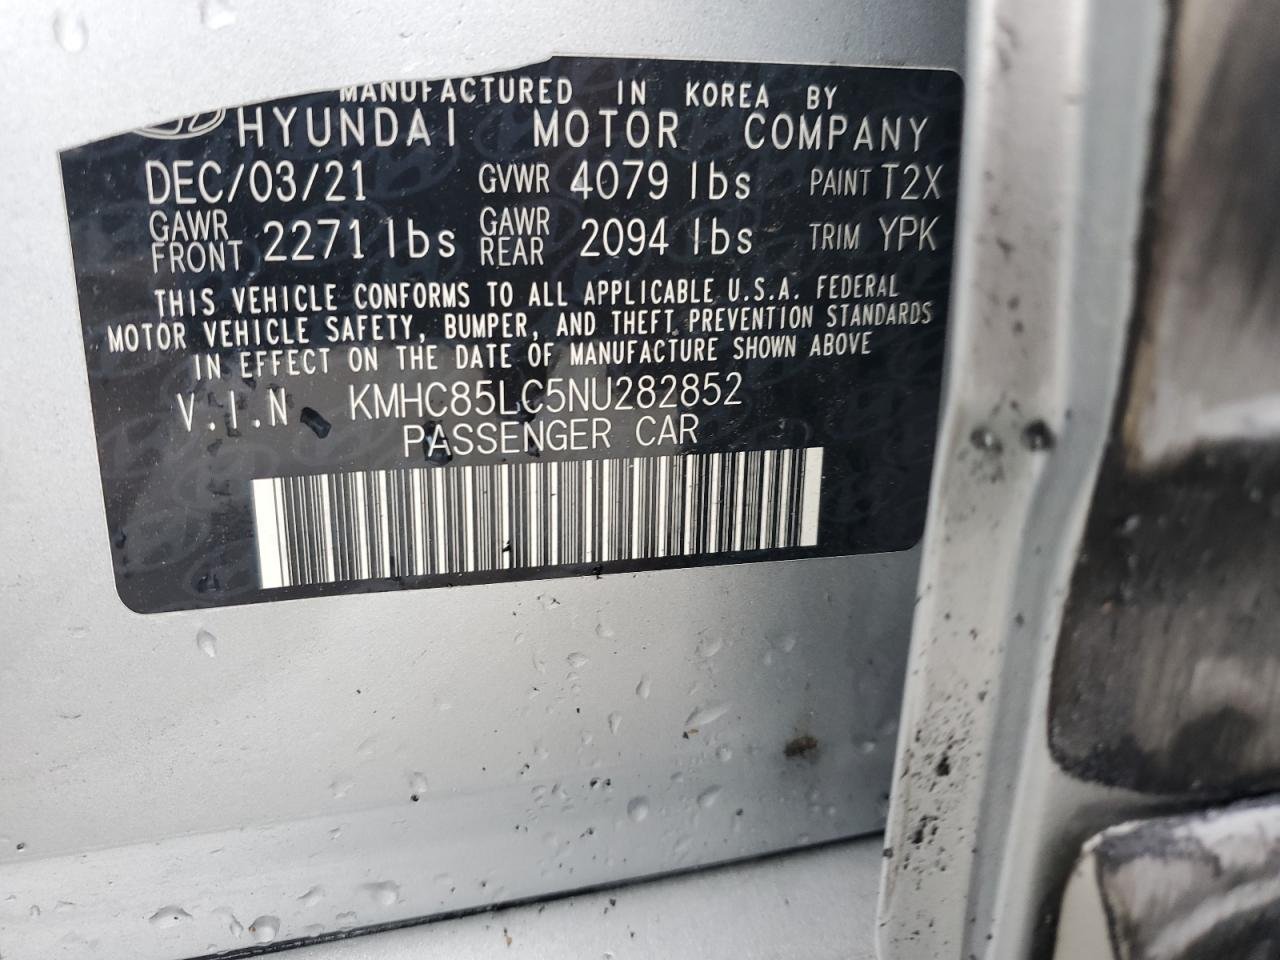 MANUFACTURED IN KOREA BY
HYUNDAI MOTOR COMPANY
DEC/03/21 GVWR 4079 lbs PAINT T2X
GAWR FRONT 2271 lbs GAWR REAR 2094 lbs TRIM YPK
THIS VEHICLE CONFORMS TO ALL APPLICABLE U.S.A. FEDERAL
MOTOR VEHICLE SAFETY, BUMPER, AND THEFT PREVENTION STANDARDS
IN EFFECT ON THE DATE OF MANUFACTURE SHOWN ABOVE
V.I.N KMHC85LC5NU282852
PASSENGER CAR